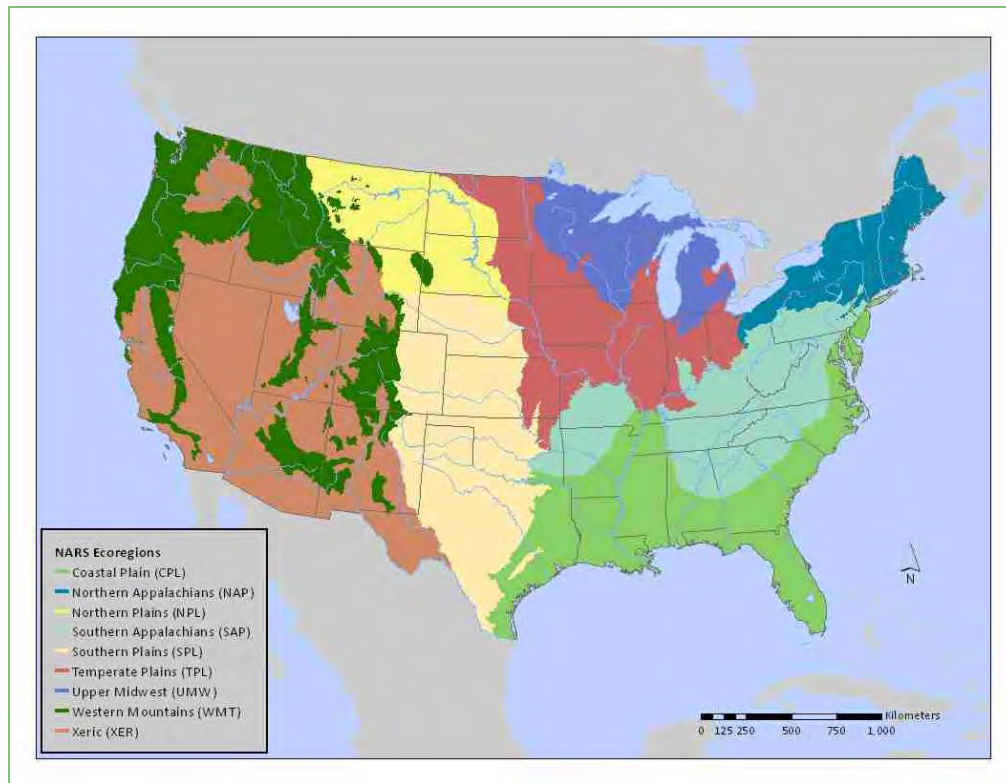 NARS Ecoregions
Coastal Plain (CPL)
Northern Appalachians (NAP)
Northern Plains (NPL)
Southern Appalachians (SAP)
Southern Plains (SPL)
Temperate Plains (TPL)
Upper Midwest (UMW)
Western Mountains (WMT)
Xeric (XER)
N
Kilometers
0 125 250 500 750 1,000